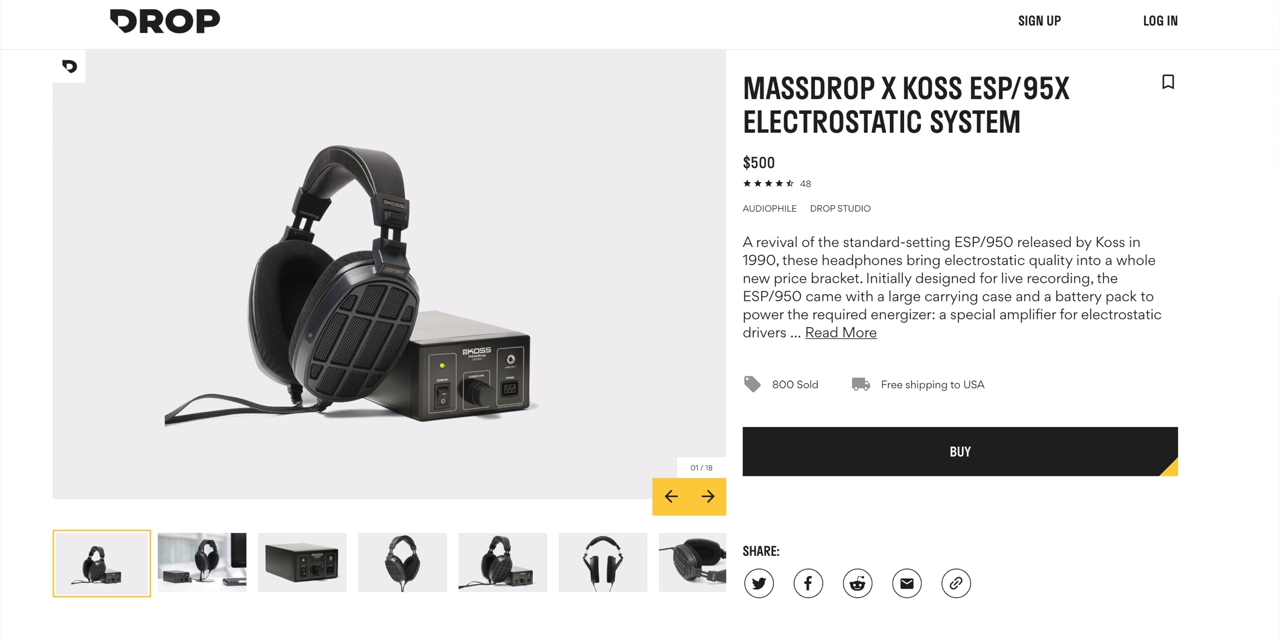 DROP
SIGN UP
LOG IN
MASSDROP X KOSS ESP/95X
ELECTROSTATIC SYSTEM
$500
48
AUDIOPHILE DROP STUDIO
A revival of the standard-setting ESP/950 released by Koss in
1990, these headphones bring electrostatic quality into a whole
new price bracket. Initially designed for live recording, the
ESP/950 came with a large carrying case and a battery pack to
power the required energizer: a special amplifier for electrostatic
drivers ... Read More
800 Sold
Free shipping to USA
BUY
KOSS
KOSS
01 / 18
SHARE: